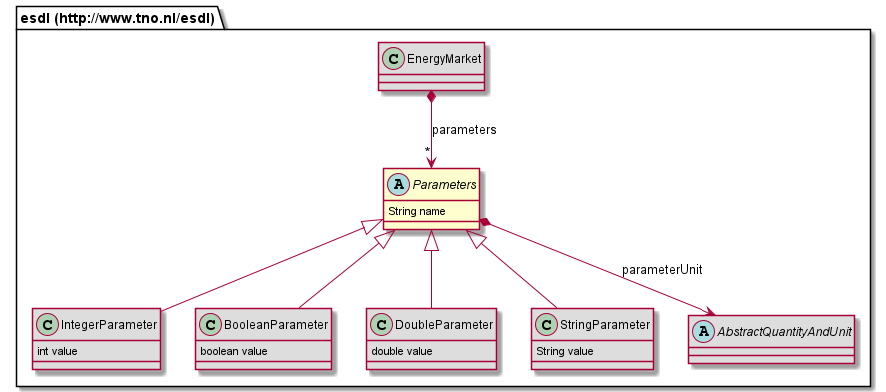 esdl (http://www.tno.nl/esdl)
C EnergyMarket
parameters
*
A Parameters
String name
parameterUnit
C IntegerParameter
int value
C BooleanParameter
boolean value
C DoubleParameter
double value
C StringParameter
String value
A AbstractQuantityAndUnit